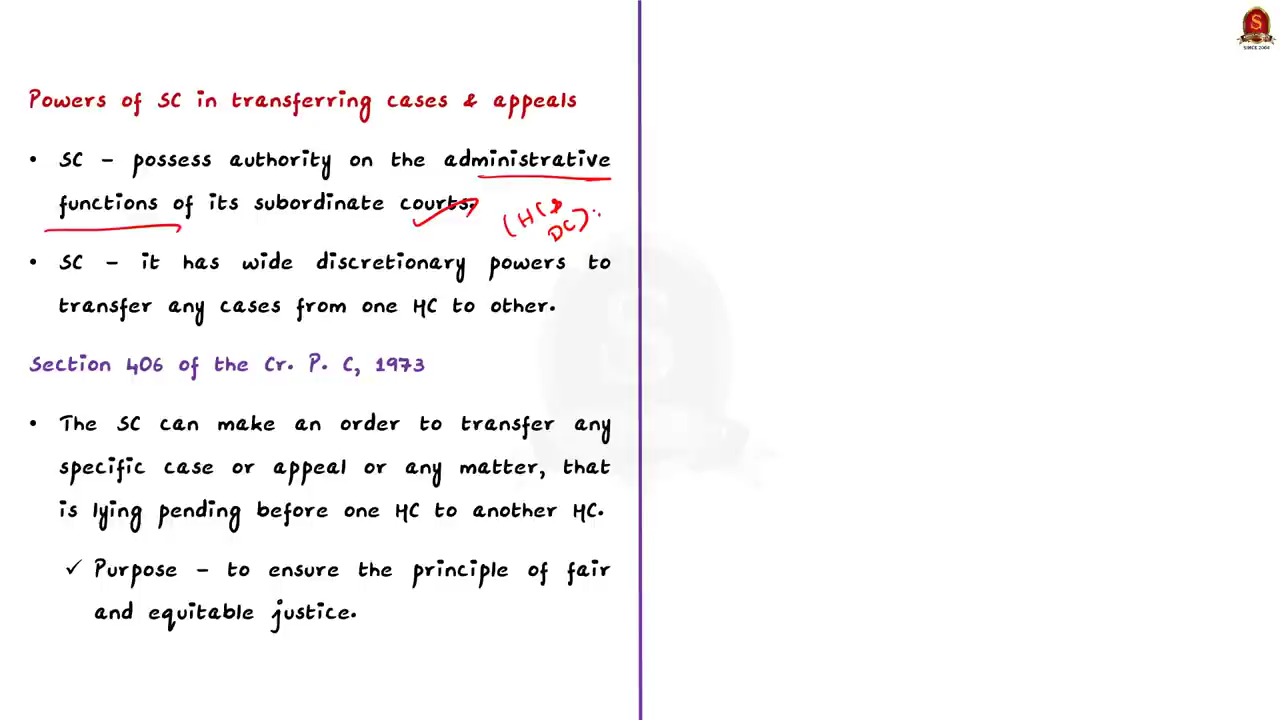 Powers of SC in transferring cases & appeals
• SC – possess authority on the administrative
functions of its subordinate courts.
(HC &
DC)
• SC – it has wide discretionary powers to
transfer any cases from one HC to other.
Section 406 of the Cr. P. C, 1973
• The SC can make an order to transfer any
specific case or appeal or any matter, that
is lying pending before one HC to another HC.
✓ Purpose – to ensure the principle of fair
and equitable justice.
S
SINCE 2004